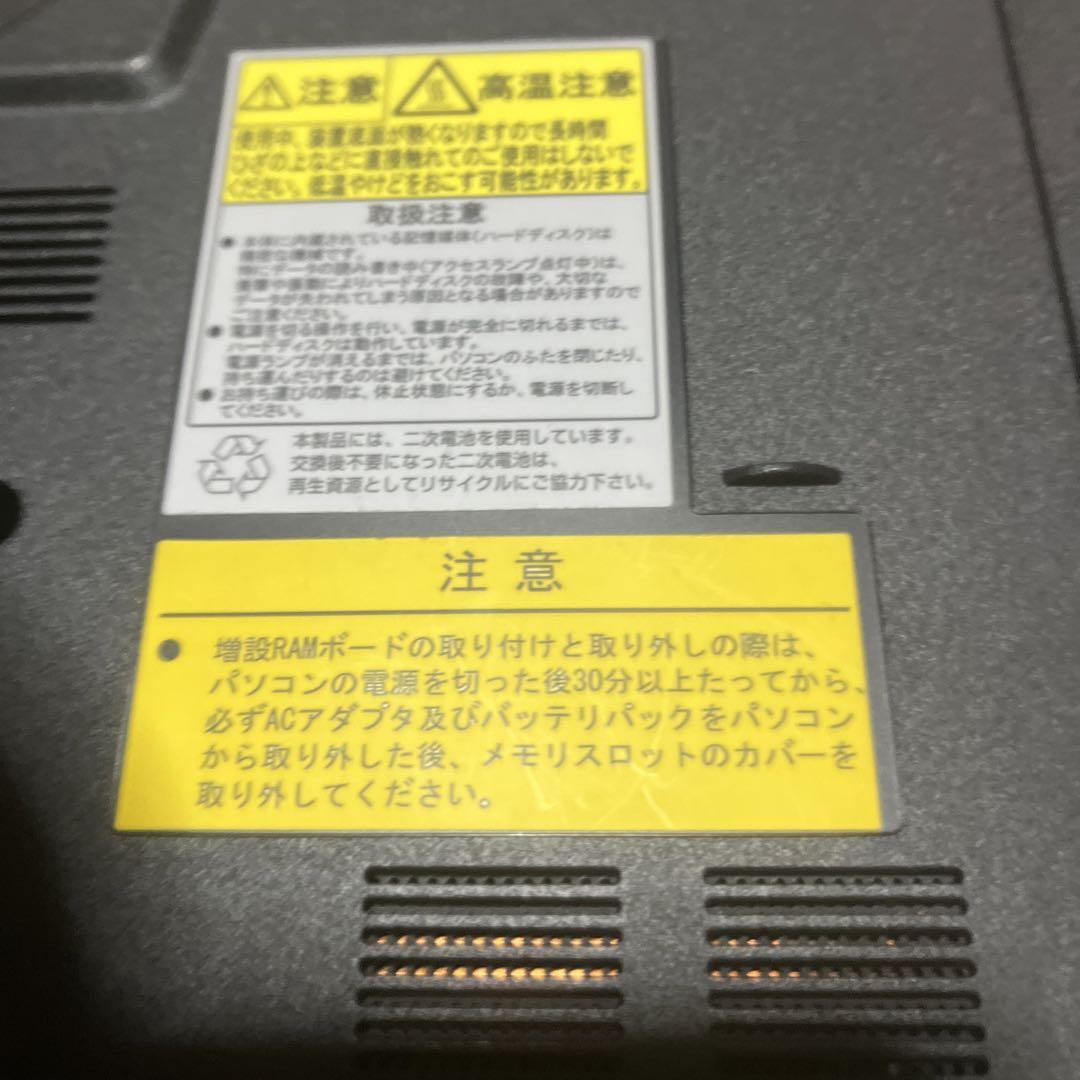 注意
高温注意
使用中、装置底面が熱くなりますので長時間
ひざの上などに直接触れてのご使用はしないで
ください。低温やけどをおこす可能性があります。
取扱注意
● 本体に内蔵されている記憶媒体(ハードディスク)は
精密な機械です。
特にデータの読み書き中(アクセスランプ点灯中)は、
衝撃や振動によりハードディスクの故障や、大切な
データが失われてしまう原因となる場合がありますので
ご注意ください。
● 電源を切る操作を行い、電源が完全に切れるまでは、
ハードディスクは動作しています。
電源ランプが消えるまでは、パソコンのふたを閉じたり、
持ち運んだりするのは避けてください。
● お持ち運びの際は、休止状態にするか、電源を切断し
てください。
本製品には、二次電池を使用しています。
交換後不要になった二次電池は、
再生資源としてリサイクルにご協力下さい。
注意
● 増設RAMボードの取り付けと取り外しの際は、
パソコンの電源を切った後30分以上たってから、
必ずACアダプタ及びバッテリパックをパソコン
から取り外した後、メモリスロットのカバーを
取り外してください。